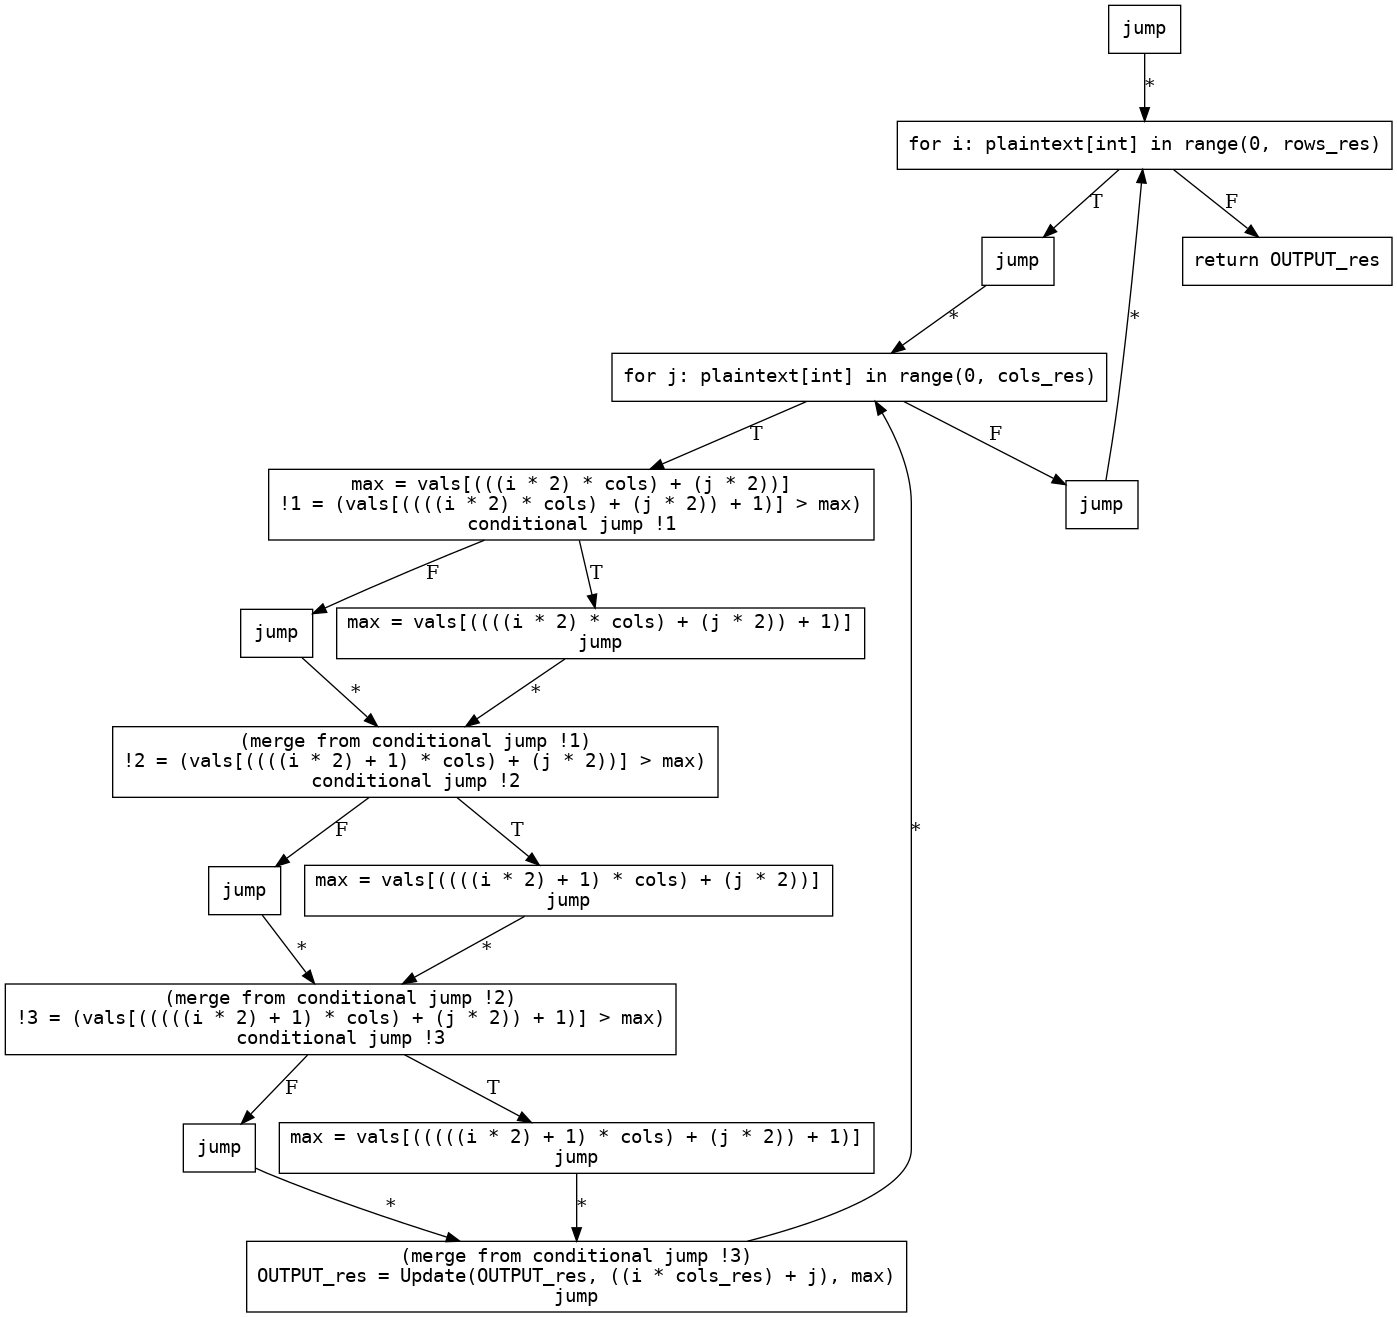 jump
*
for i: plaintext[int] in range(0, rows_res)
T
F
jump
return OUTPUT_res
*
*
for j: plaintext[int] in range(0, cols_res)
T
F
max = vals[(((i * 2) * cols) + (j * 2))]
!1 = (vals[((((i * 2) * cols) + (j * 2)) + 1)] > max)
conditional jump !1
jump
F
T
jump
max = vals[((((i * 2) * cols) + (j * 2)) + 1)]
jump
*
*
(merge from conditional jump !1)
!2 = (vals[((((i * 2) + 1) * cols) + (j * 2))] > max)
conditional jump !2
F
T
*
jump
max = vals[((((i * 2) + 1) * cols) + (j * 2))]
jump
*
*
(merge from conditional jump !2)
!3 = (vals[(((((i * 2) + 1) * cols) + (j * 2)) + 1)] > max)
conditional jump !3
F
T
jump
max = vals[(((((i * 2) + 1) * cols) + (j * 2)) + 1)]
jump
*
*
(merge from conditional jump !3)
OUTPUT_res = Update(OUTPUT_res, ((i * cols_res) + j), max)
jump